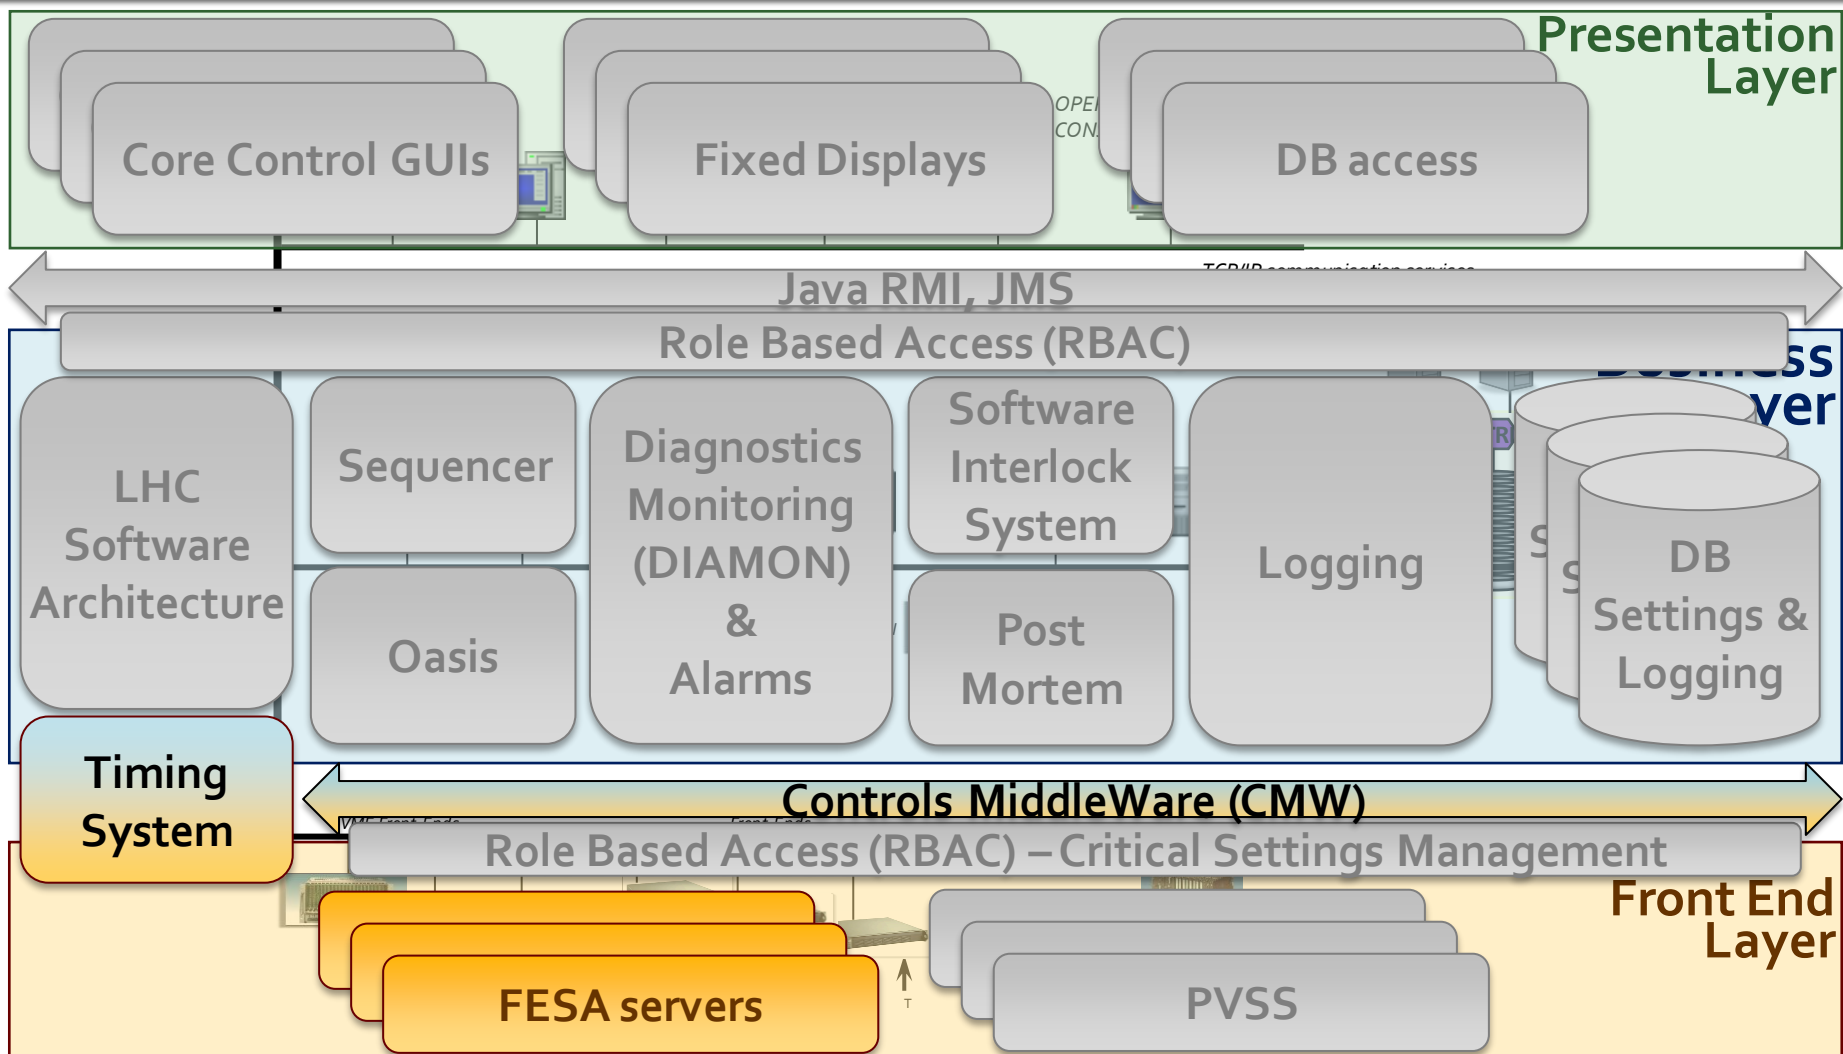 Presentation
Layer
Core Control GUIs
Fixed Displays
DB access
Java RMI, JMS
Role Based Access (RBAC)
LHC
Software
Architecture
Sequencer
Oasis
Diagnostics
Monitoring
(DIAMON)
&
Alarms
Software
Interlock
System
Post
Mortem
Logging
DB
Settings &
Logging
Timing
System
Controls MiddleWare (CMW)
Role Based Access (RBAC) – Critical Settings Management
Front End
Layer
FESA servers
T
PVSS